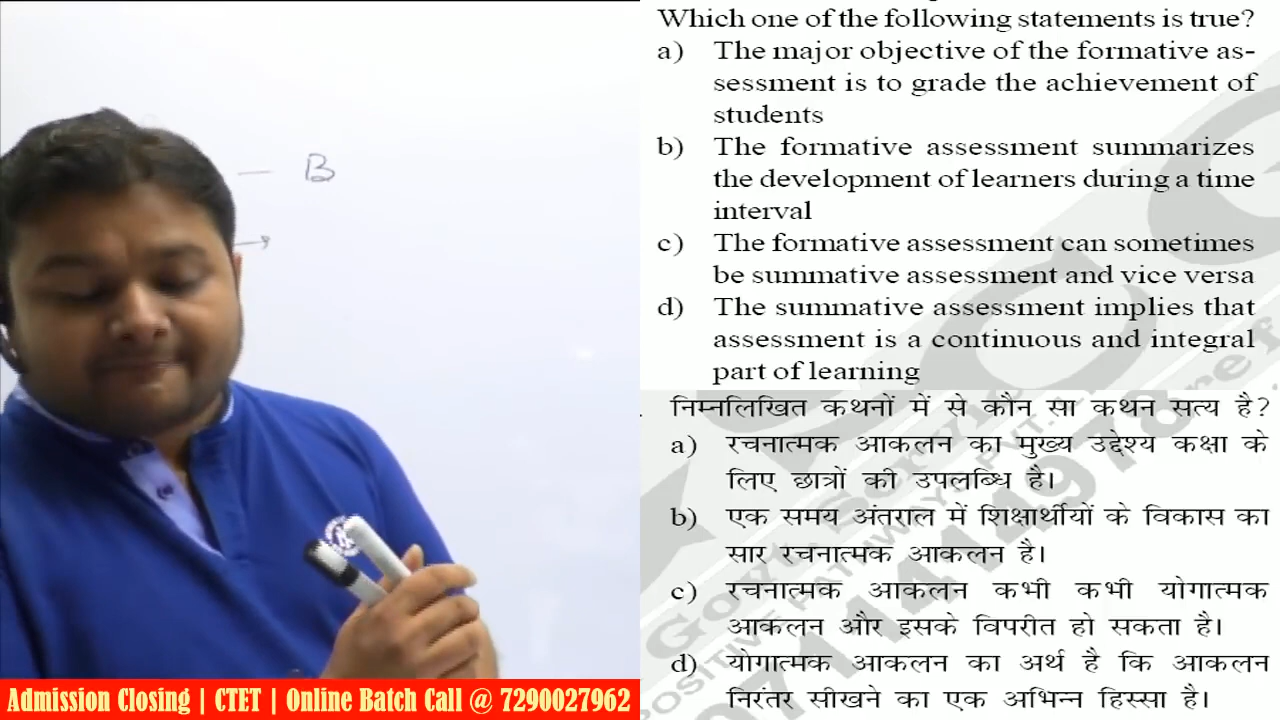 B
Which one of the following statements is true?
a) The major objective of the formative as-
sessment is to grade the achievement of
students
b) The formative assessment summarizes
the development of learners during a time
interval
c) The formative assessment can sometimes
be summative assessment and vice versa
d) The summative assessment implies that
assessment is a continuous and integral
part of learning
निम्नलिखित कथनों में से कौन सा कथन सत्य है?
a) रचनात्मक आकलन का मुख्य उद्देश्य कक्षा के
लिए छात्रों की उपलब्धि है।
b) एक समय अंतराल में शिक्षार्थीयों के विकास का
सार रचनात्मक आकलन है।
c) रचनात्मक आकलन कभी कभी योगात्मक
आकलन और इसके विपरीत हो सकता है।
d) योगात्मक आकलन का अर्थ है कि आकलन
निरंतर सीखने का एक अभिन्न हिस्सा है।
Admission Closing | CTET | Online Batch Call @ 7290027962